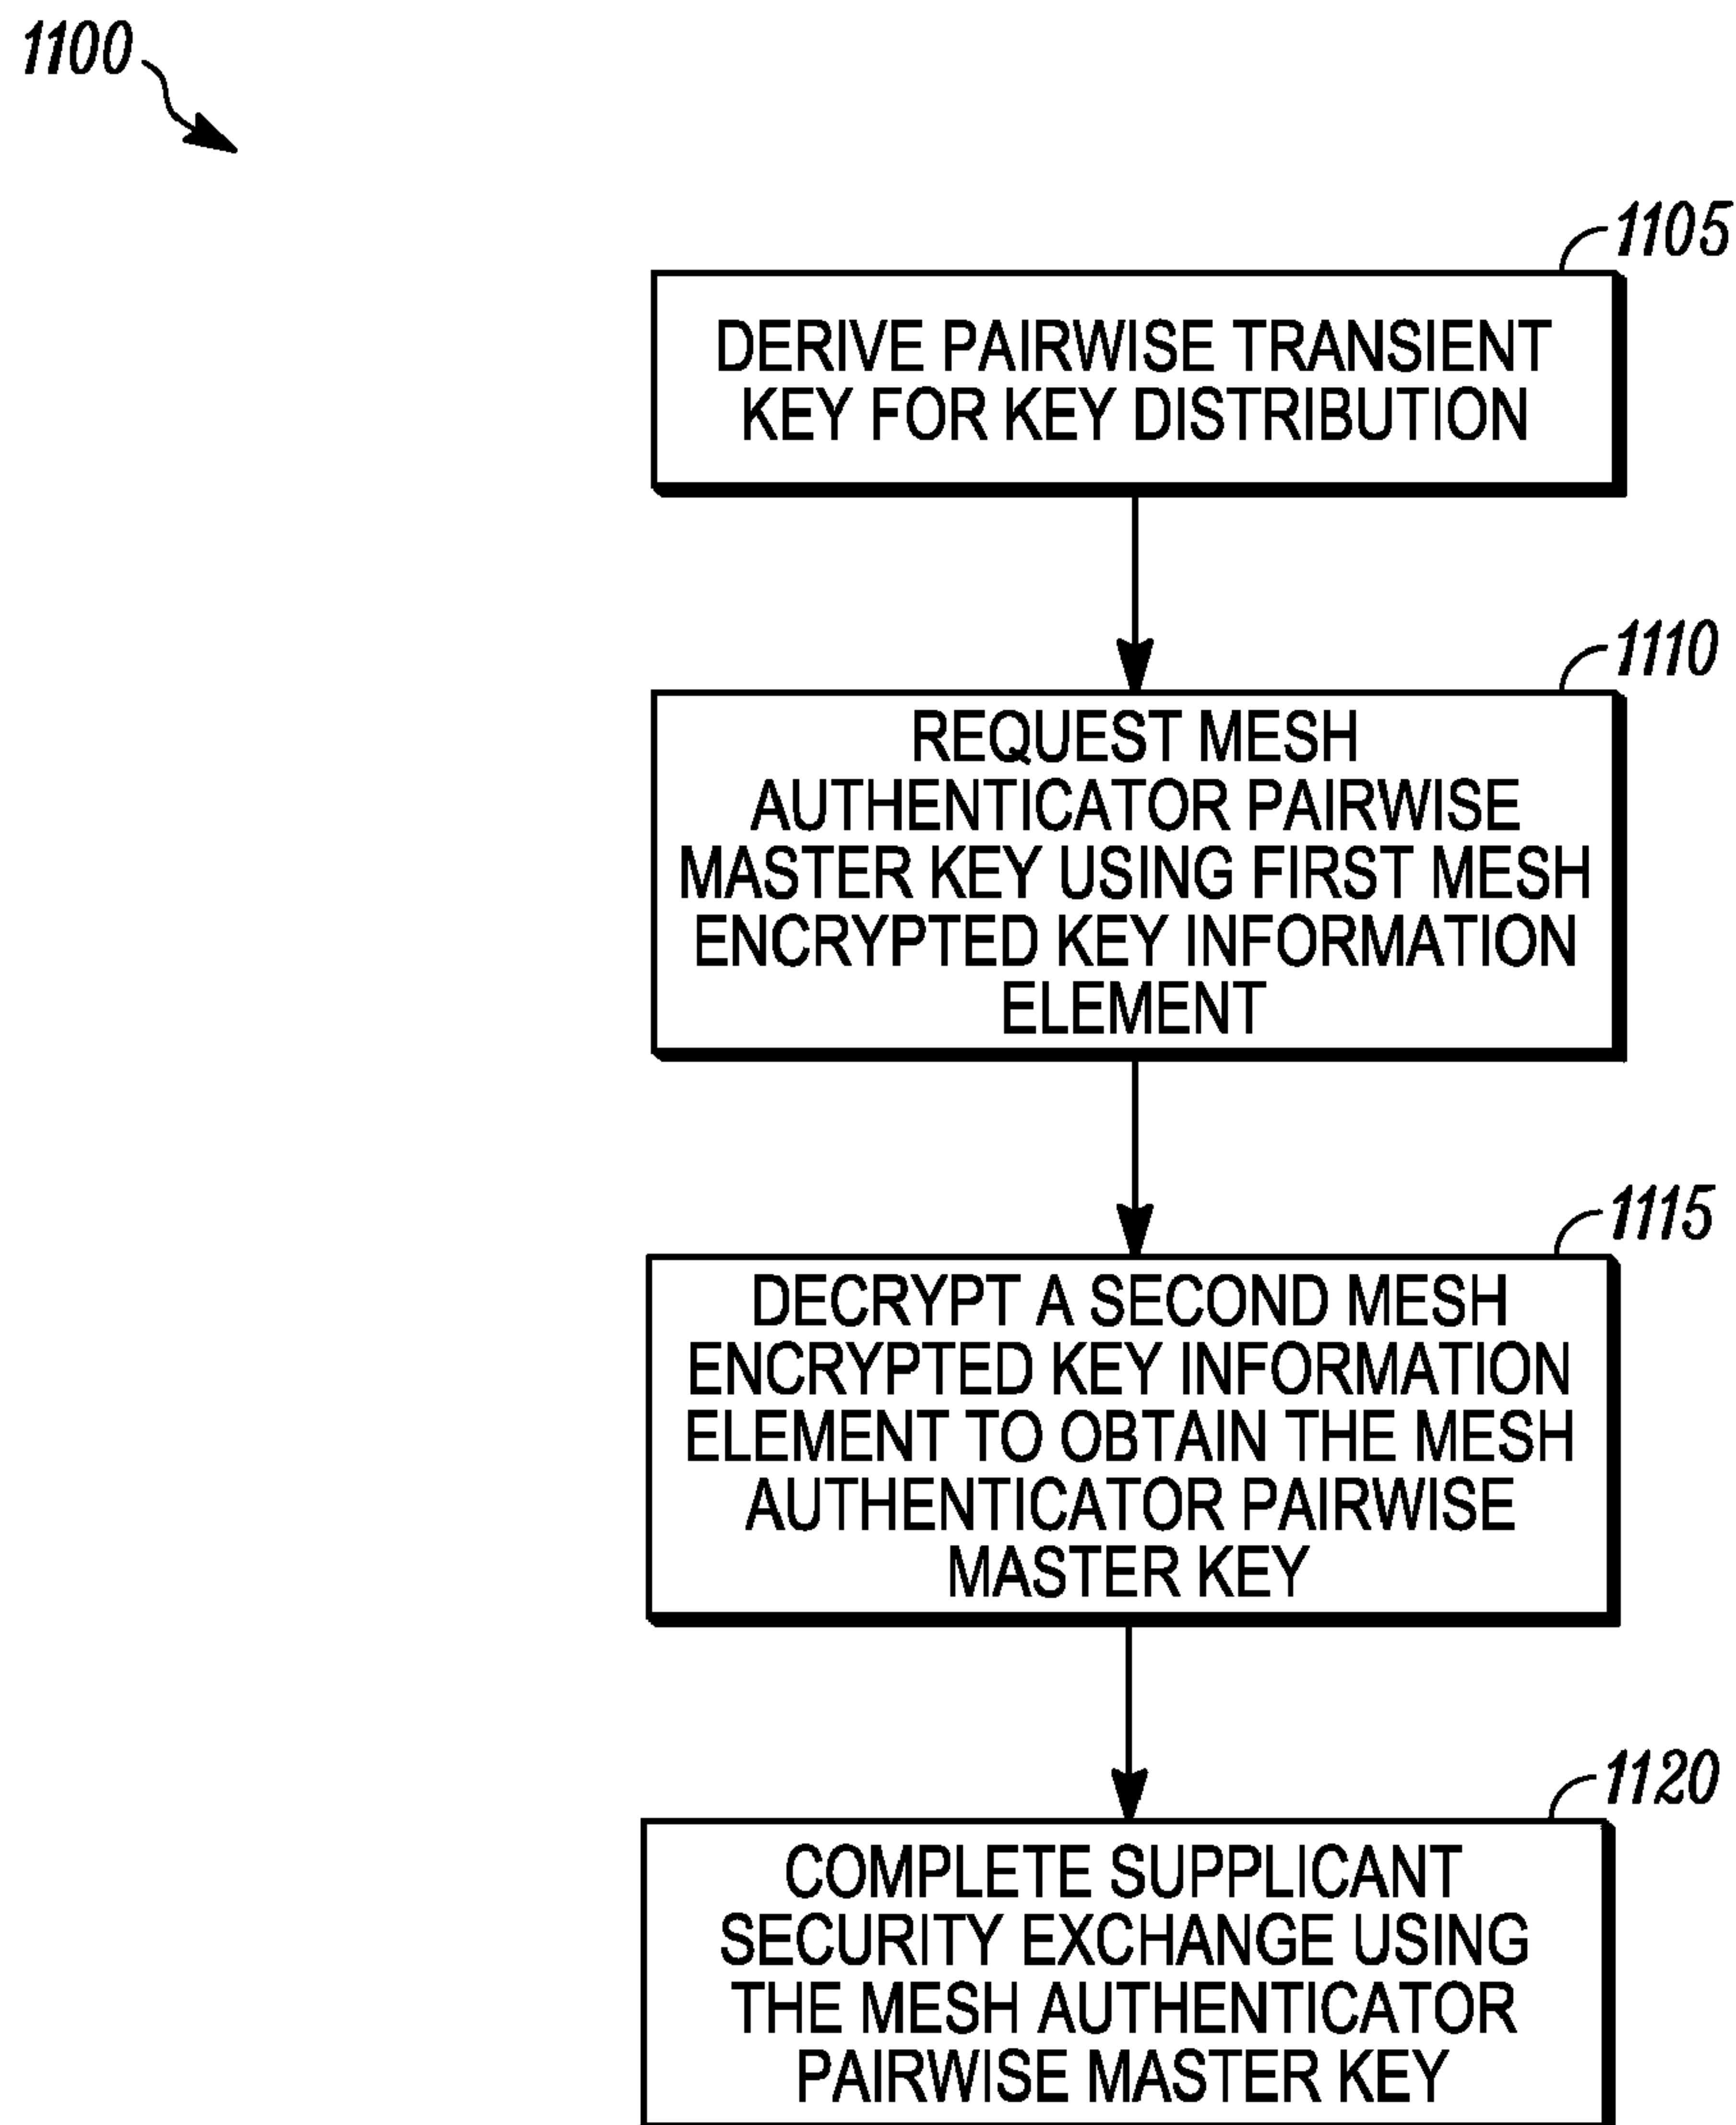 1100
1105
DERIVE PAIRWISE TRANSIENT
KEY FOR KEY DISTRIBUTION
1110
REQUEST MESH
AUTHENTICATOR PAIRWISE
MASTER KEY USING FIRST MESH
ENCRYPTED KEY INFORMATION
ELEMENT
1115
DECRYPT A SECOND MESH
ENCRYPTED KEY INFORMATION
ELEMENT TO OBTAIN THE MESH
AUTHENTICATOR PAIRWISE
MASTER KEY
1120
COMPLETE SUPPLICANT
SECURITY EXCHANGE USING
THE MESH AUTHENTICATOR
PAIRWISE MASTER KEY